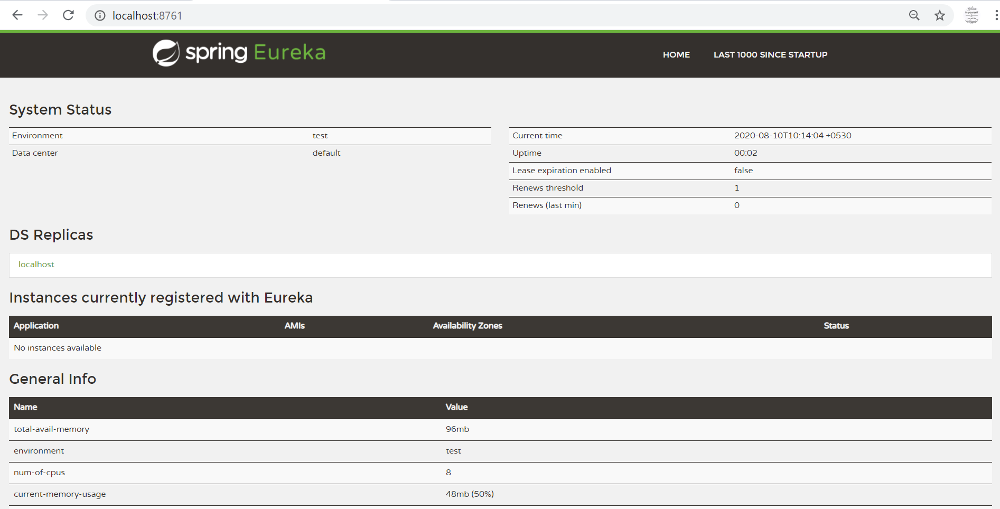 localhost:8761
spring Eureka
HOME LAST 1000 SINCE STARTUP
System Status
Environment test
Data center default
Current time 2020-08-10T10:14:04 +0530
Uptime 00:02
Lease expiration enabled false
Renews threshold 1
Renews (last min) 0
DS Replicas
localhost
Instances currently registered with Eureka
Application AMIs Availability Zones Status
No instances available
General Info
Name Value
total-avail-memory 96mb
environment test
num-of-cpus 8
current-memory-usage 48mb (50%)